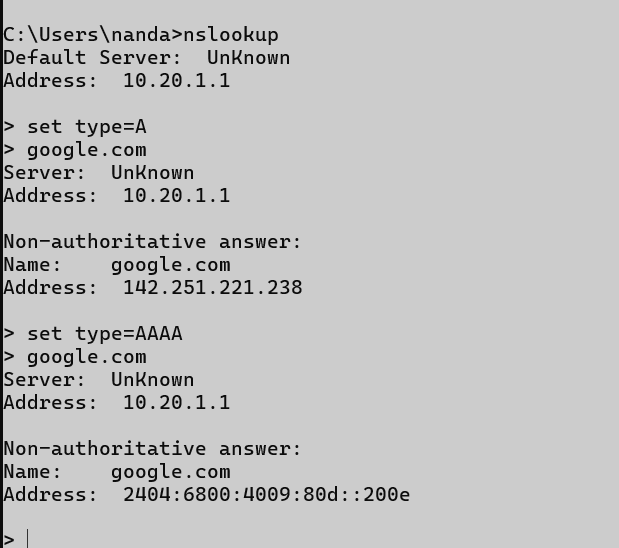 C:\Users\nanda>nslookup
Default Server:  UnKnown
Address:  10.20.1.1
> set type=A
> google.com
Server:  UnKnown
Address:  10.20.1.1
Non-authoritative answer:
Name:    google.com
Address:  142.251.221.238
> set type=AAAA
> google.com
Server:  UnKnown
Address:  10.20.1.1
Non-authoritative answer:
Name:    google.com
Address:  2404:6800:4009:80d::200e
>